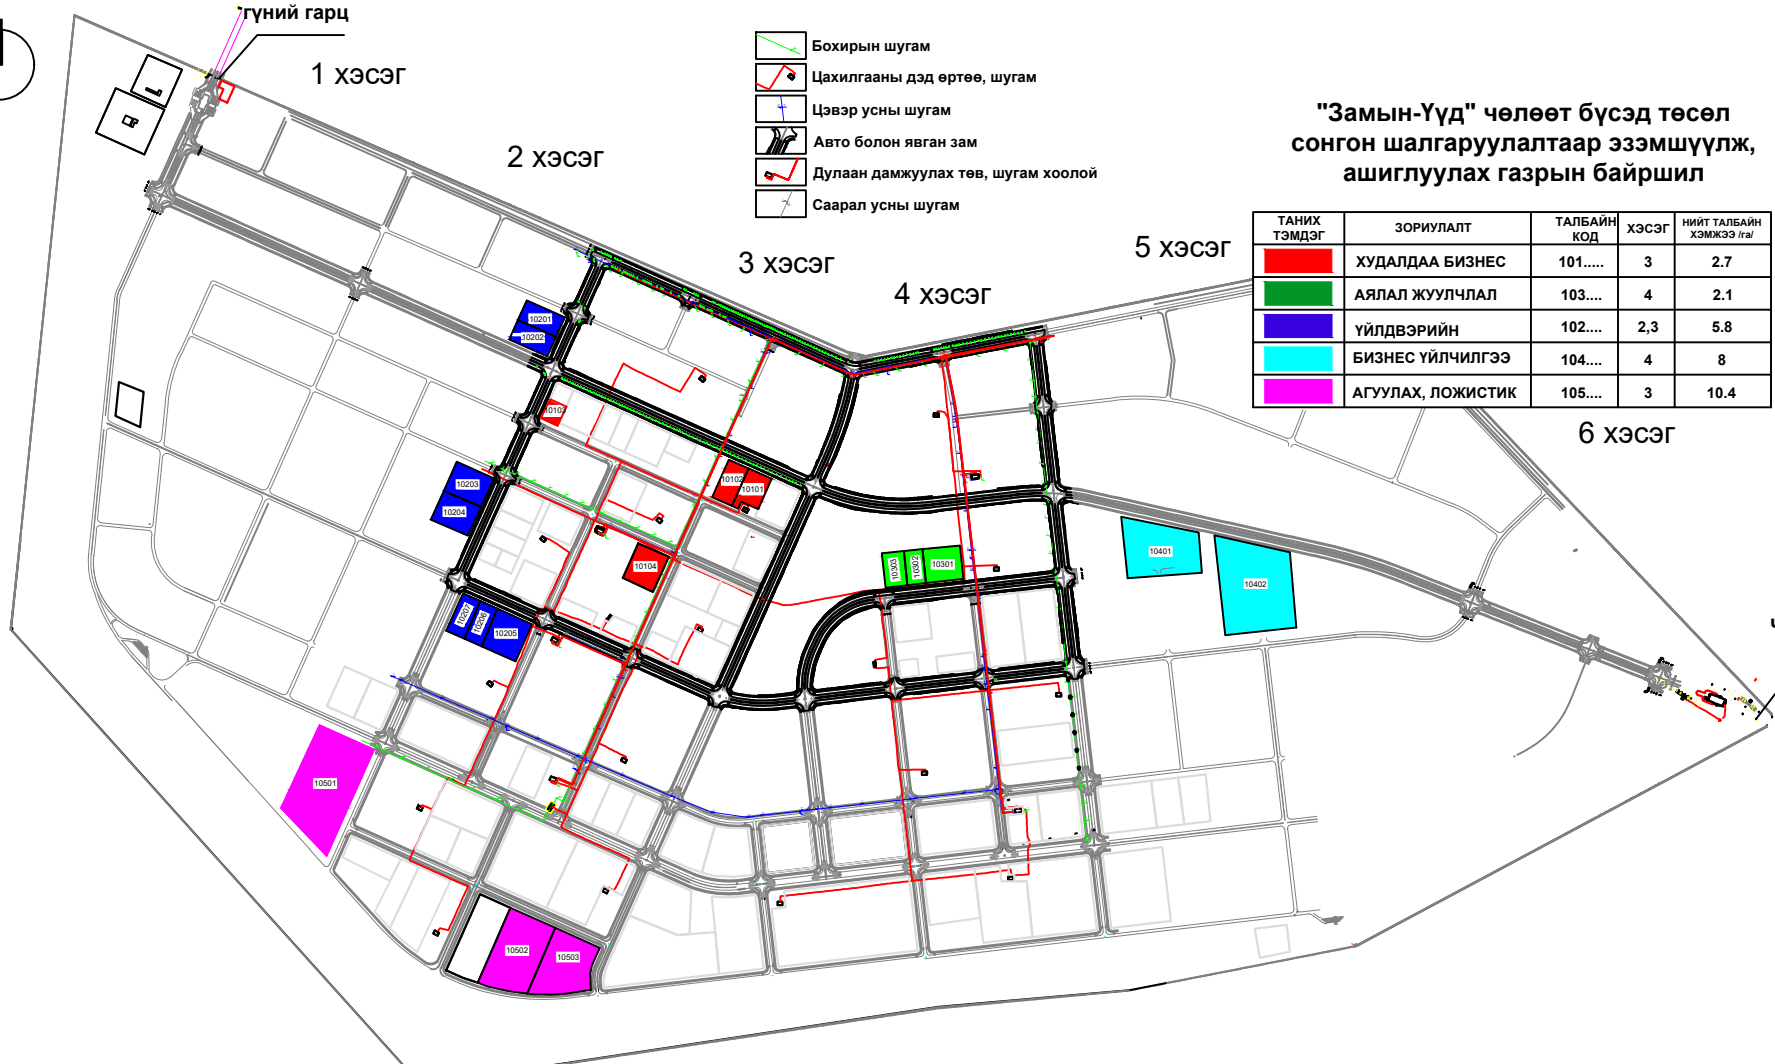 гүний гарц
1 хэсэг
2 хэсэг
3 хэсэг
4 хэсэг
5 хэсэг
6 хэсэг
Бохирын шугам
Цахилгааны дэд өртөө, шугам
Цэвэр усны шугам
Авто болон явган зам
Дулаан дамжуулах төв, шугам хоолой
Саарал усны шугам
"Замын-Үүд" чөлөөт бүсэд төсөл
сонгон шалгаруулалтаар эзэмшүүлж,
ашиглуулах газрын байршил
ТАНИХ ТЭМДЭГ ЗОРИУЛАЛТ ТАЛБАЙН КОД ХЭСЭГ НИЙТ ТАЛБАЙН ХЭМЖЭЭ /га/
ХУДАЛДАА БИЗНЕС 101..... 3 2.7
АЯЛАЛ ЖУУЛЧЛАЛ 103.... 4 2.1
ҮЙЛДВЭРИЙН 102.... 2,3 5.8
БИЗНЕС ҮЙЛЧИЛГЭЭ 104.... 4 8
АГУУЛАХ, ЛОЖИСТИК 105.... 3 10.4
10201
10202
10103
10203
10204
10102
10101
10104
10303
10302
10301
10401
10402
10207
10206
10205
10501
10502
10503